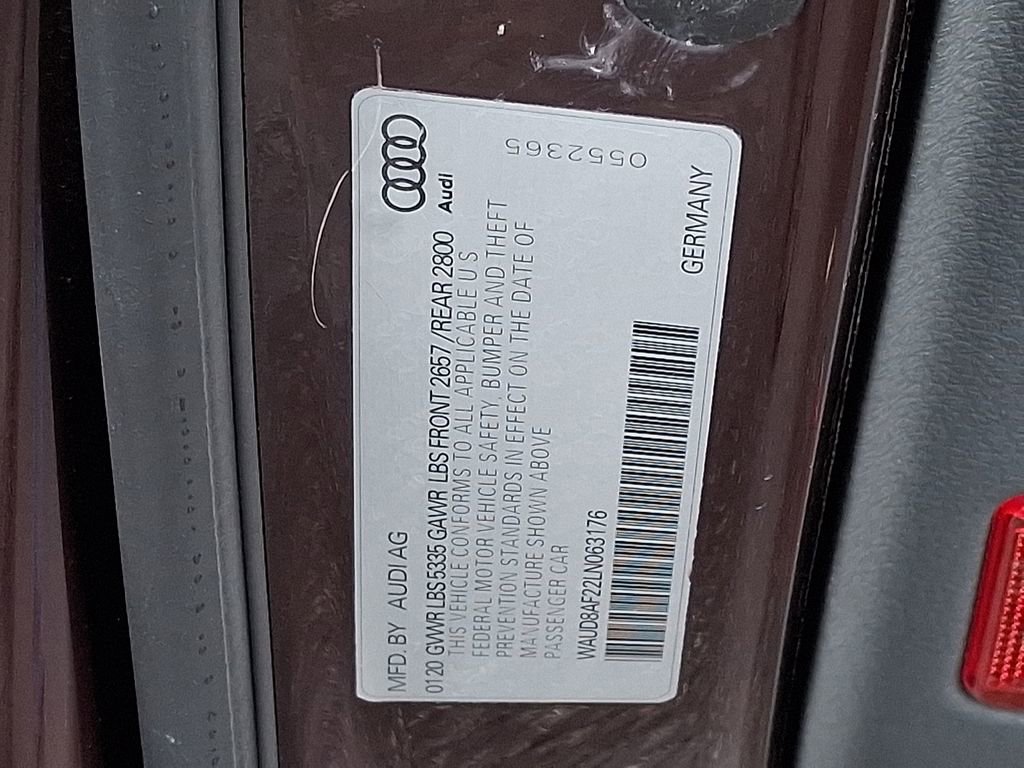 MFD. BY AUDI AG
Audi
0120 GVWR LBS 5335 GAWR LBS FRONT 2657 /REAR 2800
THIS VEHICLE CONFORMS TO ALL APPLICABLE U S
FEDERAL MOTOR VEHICLE SAFETY, BUMPER AND THEFT
PREVENTION STANDARDS IN EFFECT ON THE DATE OF
MANUFACTURE SHOWN ABOVE
PASSENGER CAR
WAUD8AF22LN063176
GERMANY
0552365